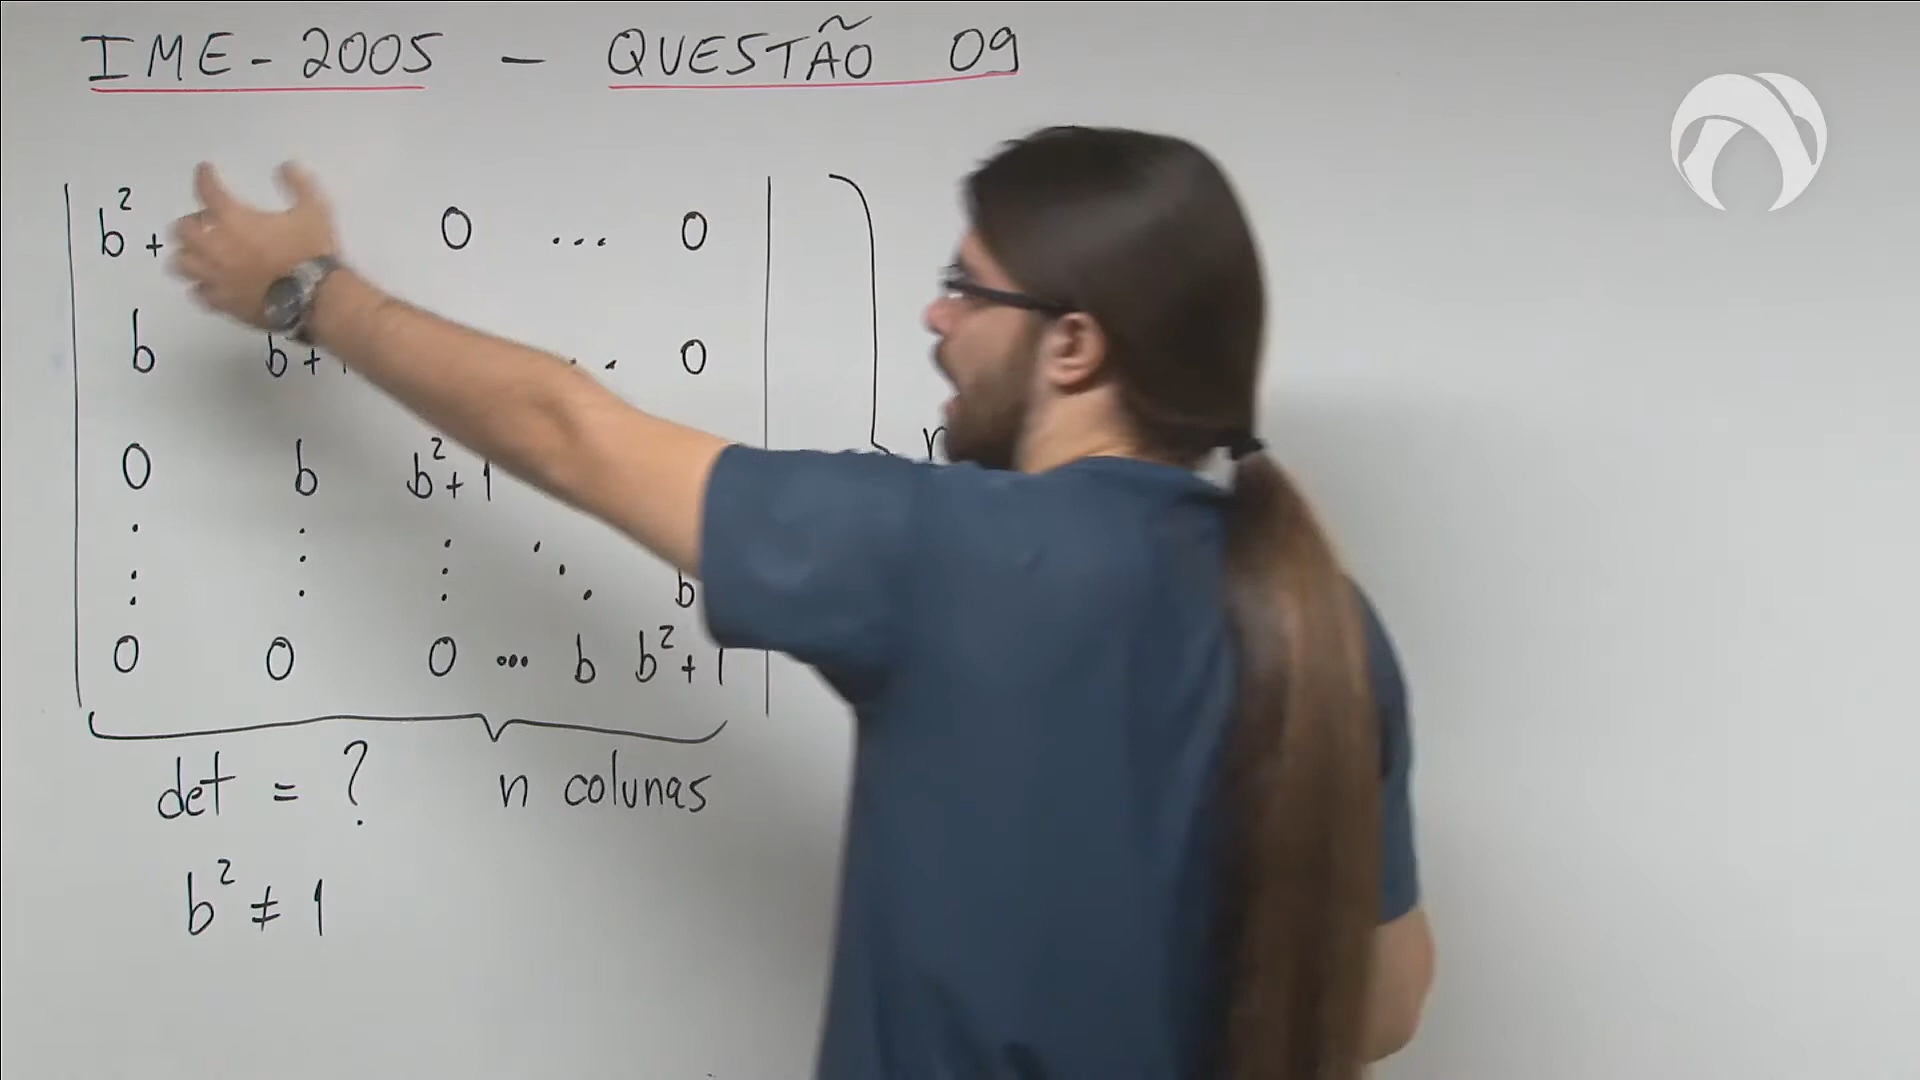 IME - 2005 - QUESTÃO 09
b² + 0 ... 0
b b + 0
0 b b² + 1
b
0 0 0 ... b b² + 1
det = ? n colunas
b² ≠ 1